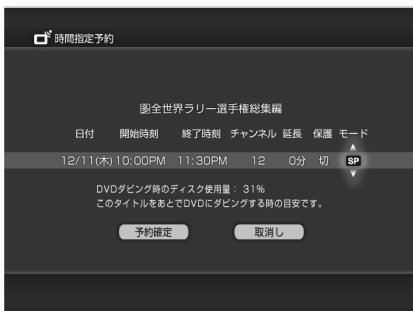 時間指定予約
全世界ラリー選手権総集編
日付 開始時刻 終了時刻 チャンネル 延長 保護 モード
12/11(木) 10:00PM 11:30PM 12 0分 切 SP
DVDダビング時のディスク使用量： 31%
このタイトルをあとでDVDにダビングする時の目安です。
予約確定 取消し